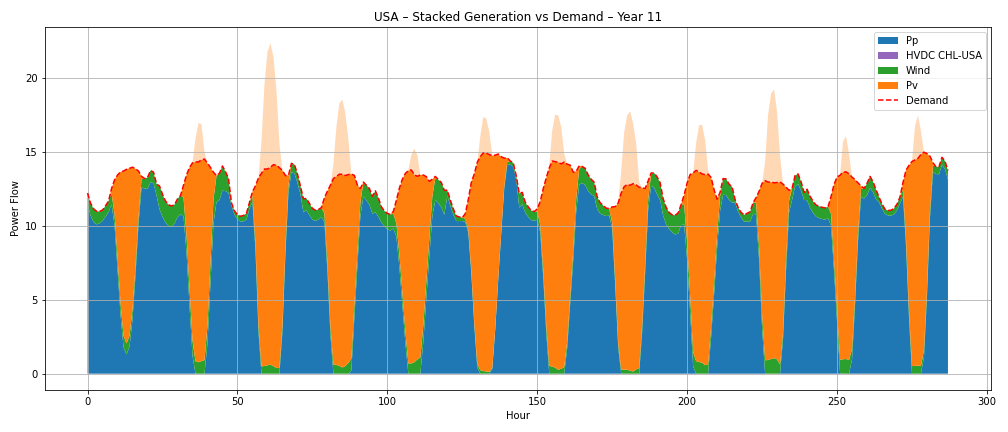 USA – Stacked Generation vs Demand – Year 11
Pp
HVDC CHL-USA
Wind
Pv
Demand
Power Flow
20
15
10
5
0
0 50 100 150 200 250 300
Hour